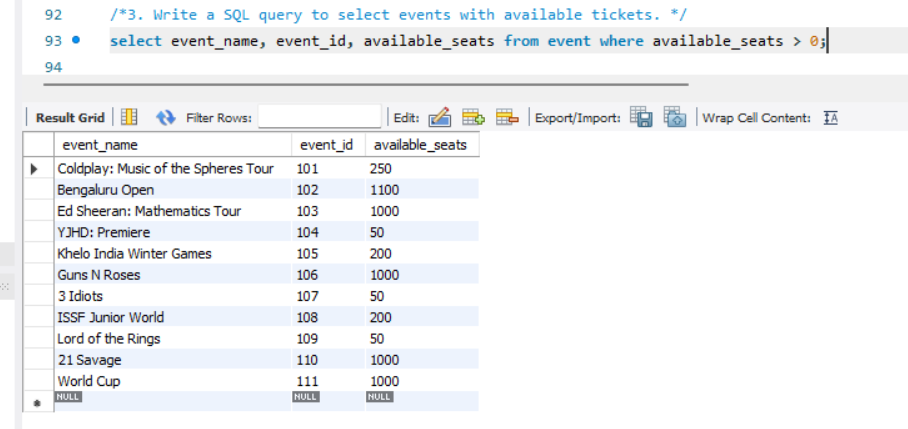 92 /*3. Write a SQL query to select events with available tickets. */
93 select event_name, event_id, available_seats from event where available_seats > 0;
94
Result Grid Filter Rows: Edit: Export/Import: Wrap Cell Content: IA
event_name event_id available_seats
Coldplay: Music of the Spheres Tour 101 250
Bengaluru Open 102 1100
Ed Sheeran: Mathematics Tour 103 1000
YJHD: Premiere 104 50
Khelo India Winter Games 105 200
Guns N Roses 106 1000
3 Idiots 107 50
ISSF Junior World 108 200
Lord of the Rings 109 50
21 Savage 110 1000
World Cup 111 1000
NULL NULL NULL